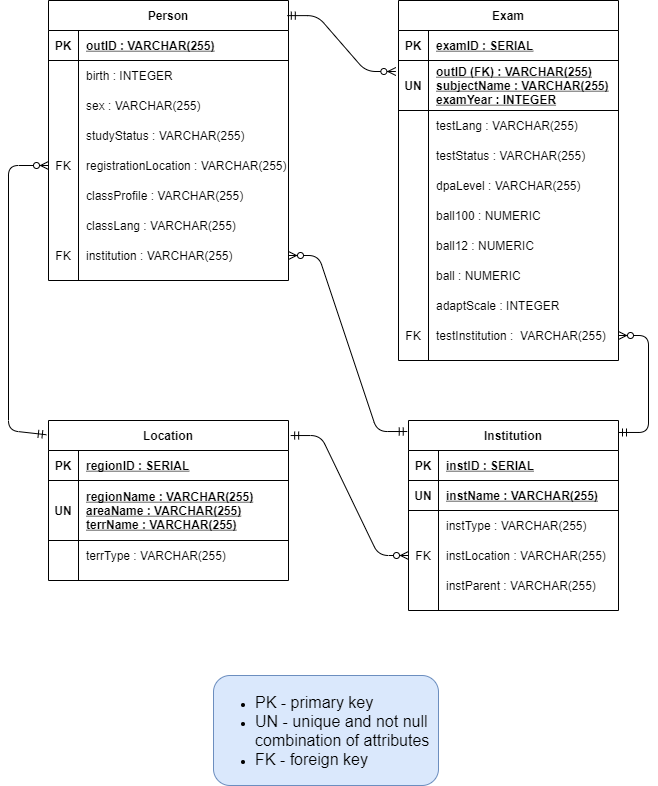 Person
PK outID : VARCHAR(255)
birth : INTEGER
sex : VARCHAR(255)
studyStatus : VARCHAR(255)
FK registrationLocation : VARCHAR(255)
classProfile : VARCHAR(255)
classLang : VARCHAR(255)
FK institution : VARCHAR(255)
Exam
PK examID : SERIAL
outID (FK) : VARCHAR(255)
UN subjectName : VARCHAR(255)
examYear : INTEGER
testLang : VARCHAR(255)
testStatus : VARCHAR(255)
dpaLevel : VARCHAR(255)
ball100 : NUMERIC
ball12 : NUMERIC
ball : NUMERIC
adaptScale : INTEGER
FK testInstitution : VARCHAR(255)
Location
PK regionID : SERIAL
regionName : VARCHAR(255)
UN areaName : VARCHAR(255)
terrName : VARCHAR(255)
terrType : VARCHAR(255)
Institution
PK instID : SERIAL
UN instName : VARCHAR(255)
instType : VARCHAR(255)
FK instLocation : VARCHAR(255)
instParent : VARCHAR(255)
• PK - primary key
• UN - unique and not null
combination of attributes
• FK - foreign key